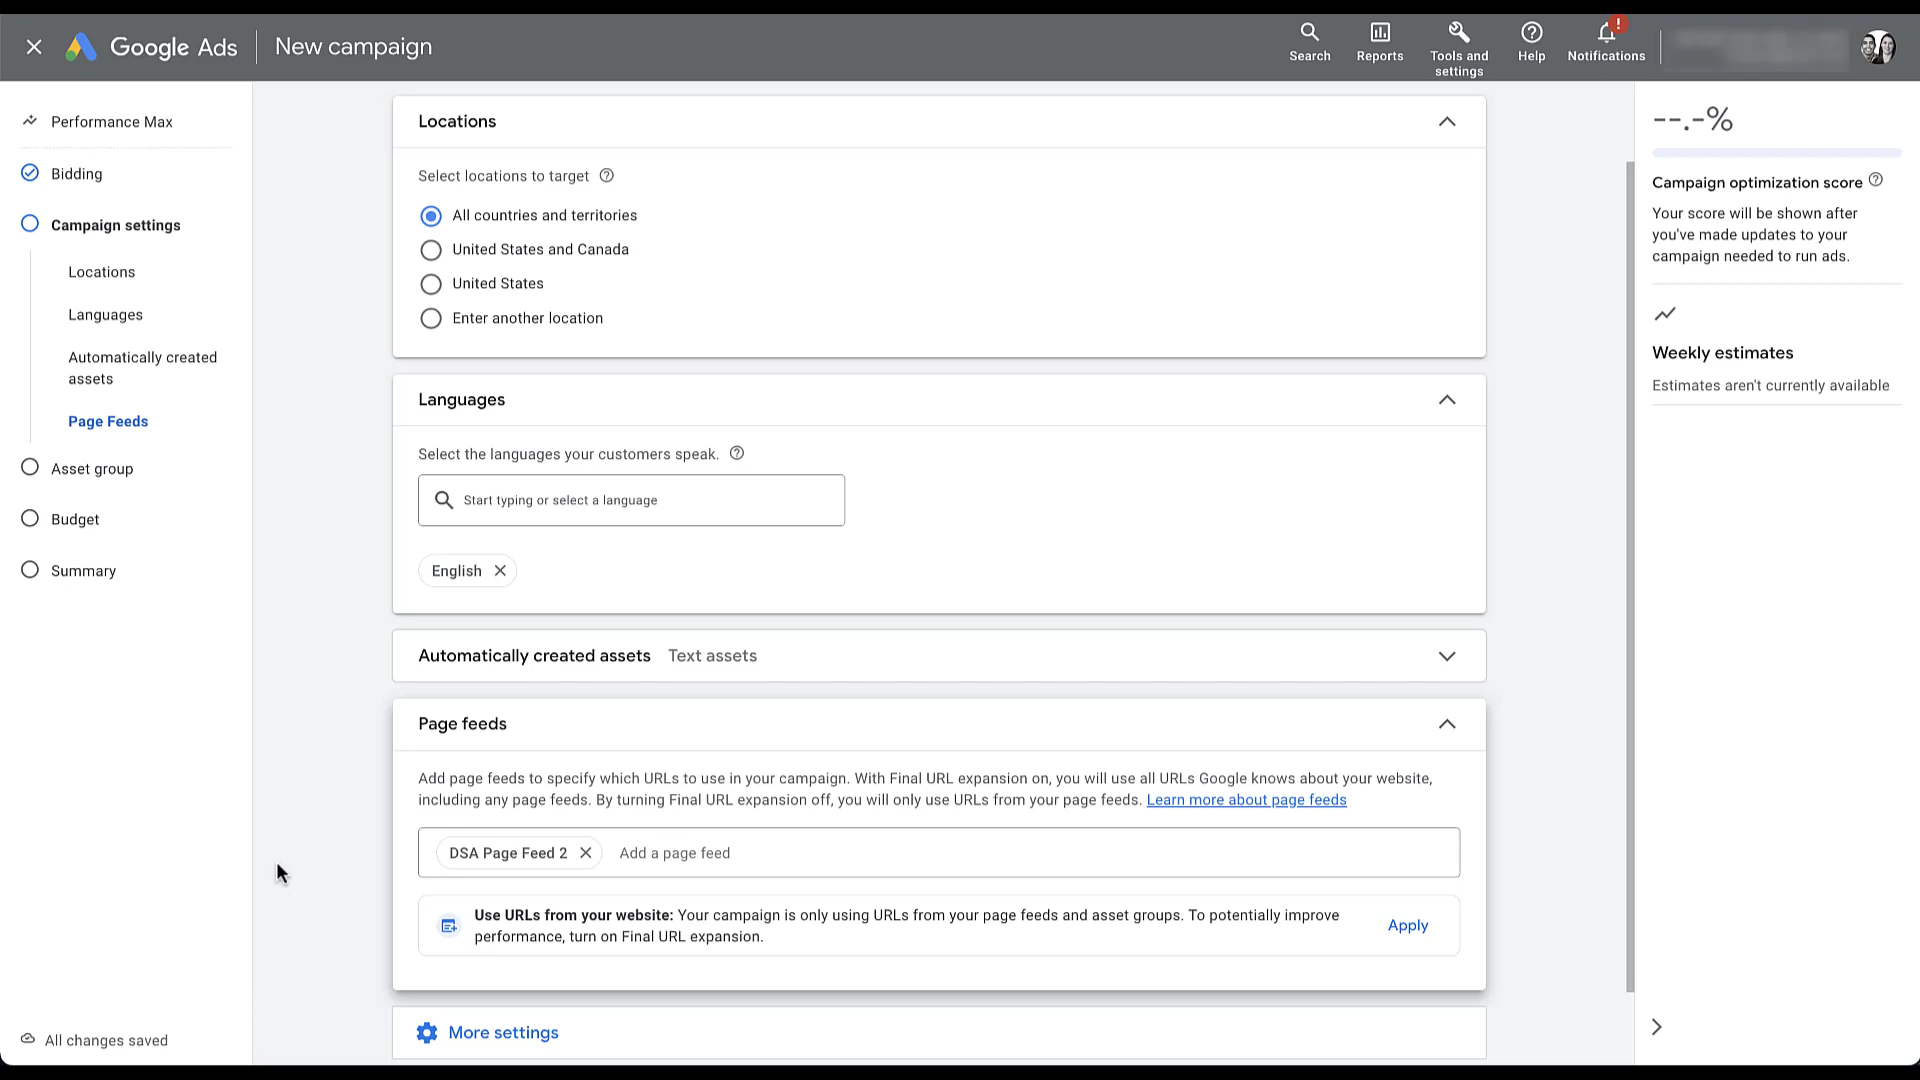 Google Ads
New campaign
Search
Reports
Tools and
settings
Help
!
Notifications
Performance Max
Bidding
Campaign settings
Locations
Languages
Automatically created
assets
Page Feeds
Asset group
Budget
Summary
All changes saved
Locations
Select locations to target
All countries and territories
United States and Canada
United States
Enter another location
Languages
Select the languages your customers speak.
Start typing or select a language
English
Automatically created assets Text assets
Page feeds
Add page feeds to specify which URLs to use in your campaign. With Final URL expansion on, you will use all URLs Google knows about your website,
including any page feeds. By turning Final URL expansion off, you will only use URLs from your page feeds. Learn more about page feeds
DSA Page Feed 2 Add a page feed
Use URLs from your website: Your campaign is only using URLs from your page feeds and asset groups. To potentially improve
performance, turn on Final URL expansion.
Apply
More settings
--.-%
Campaign optimization score
Your score will be shown after
you've made updates to your
campaign needed to run ads.
Weekly estimates
Estimates aren't currently available